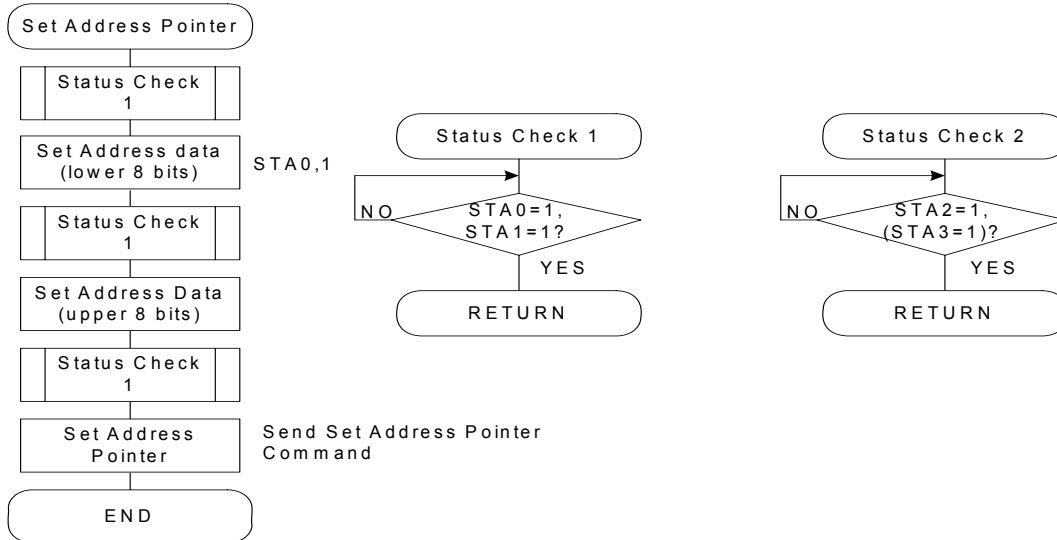 Set Address Pointer
Status Check
1
Set Address data
(lower 8 bits)
STA0,1
Status Check
1
Set Address Data
(upper 8 bits)
Status Check
1
Set Address
Pointer
Send Set Address Pointer
Command
END
Status Check 1
NO
STA0=1,
STA1=1?
YES
RETURN
Status Check 2
NO
STA2=1,
(STA3=1)?
YES
RETURN